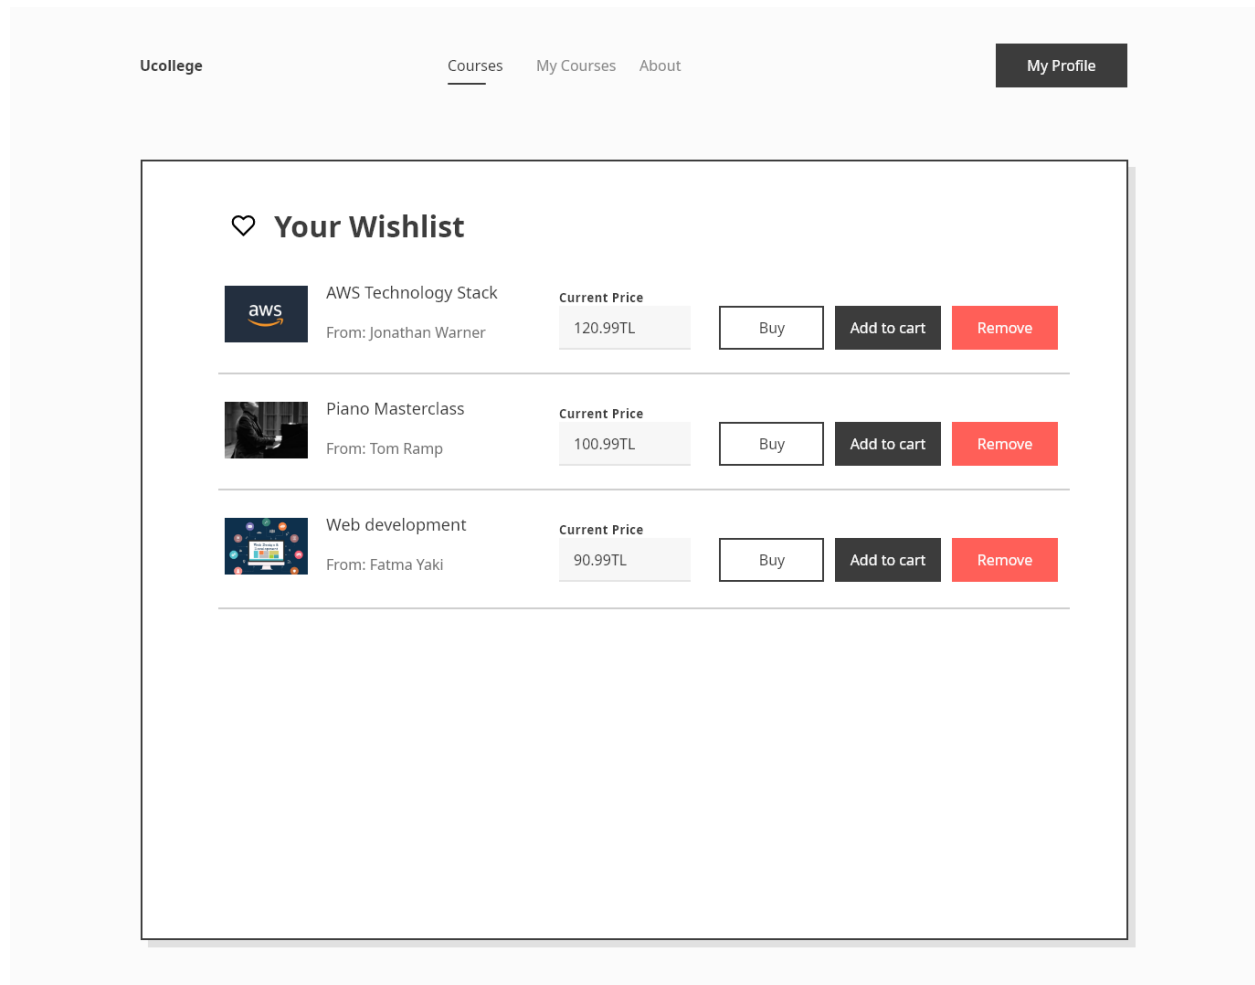 Ucollege
Courses My Courses About
My Profile
Your Wishlist
aws
AWS Technology Stack
From: Jonathan Warner
Current Price
120.99TL
Buy
Add to cart
Remove
Piano Masterclass
From: Tom Ramp
Current Price
100.99TL
Buy
Add to cart
Remove
Web development
From: Fatma Yaki
Current Price
90.99TL
Buy
Add to cart
Remove